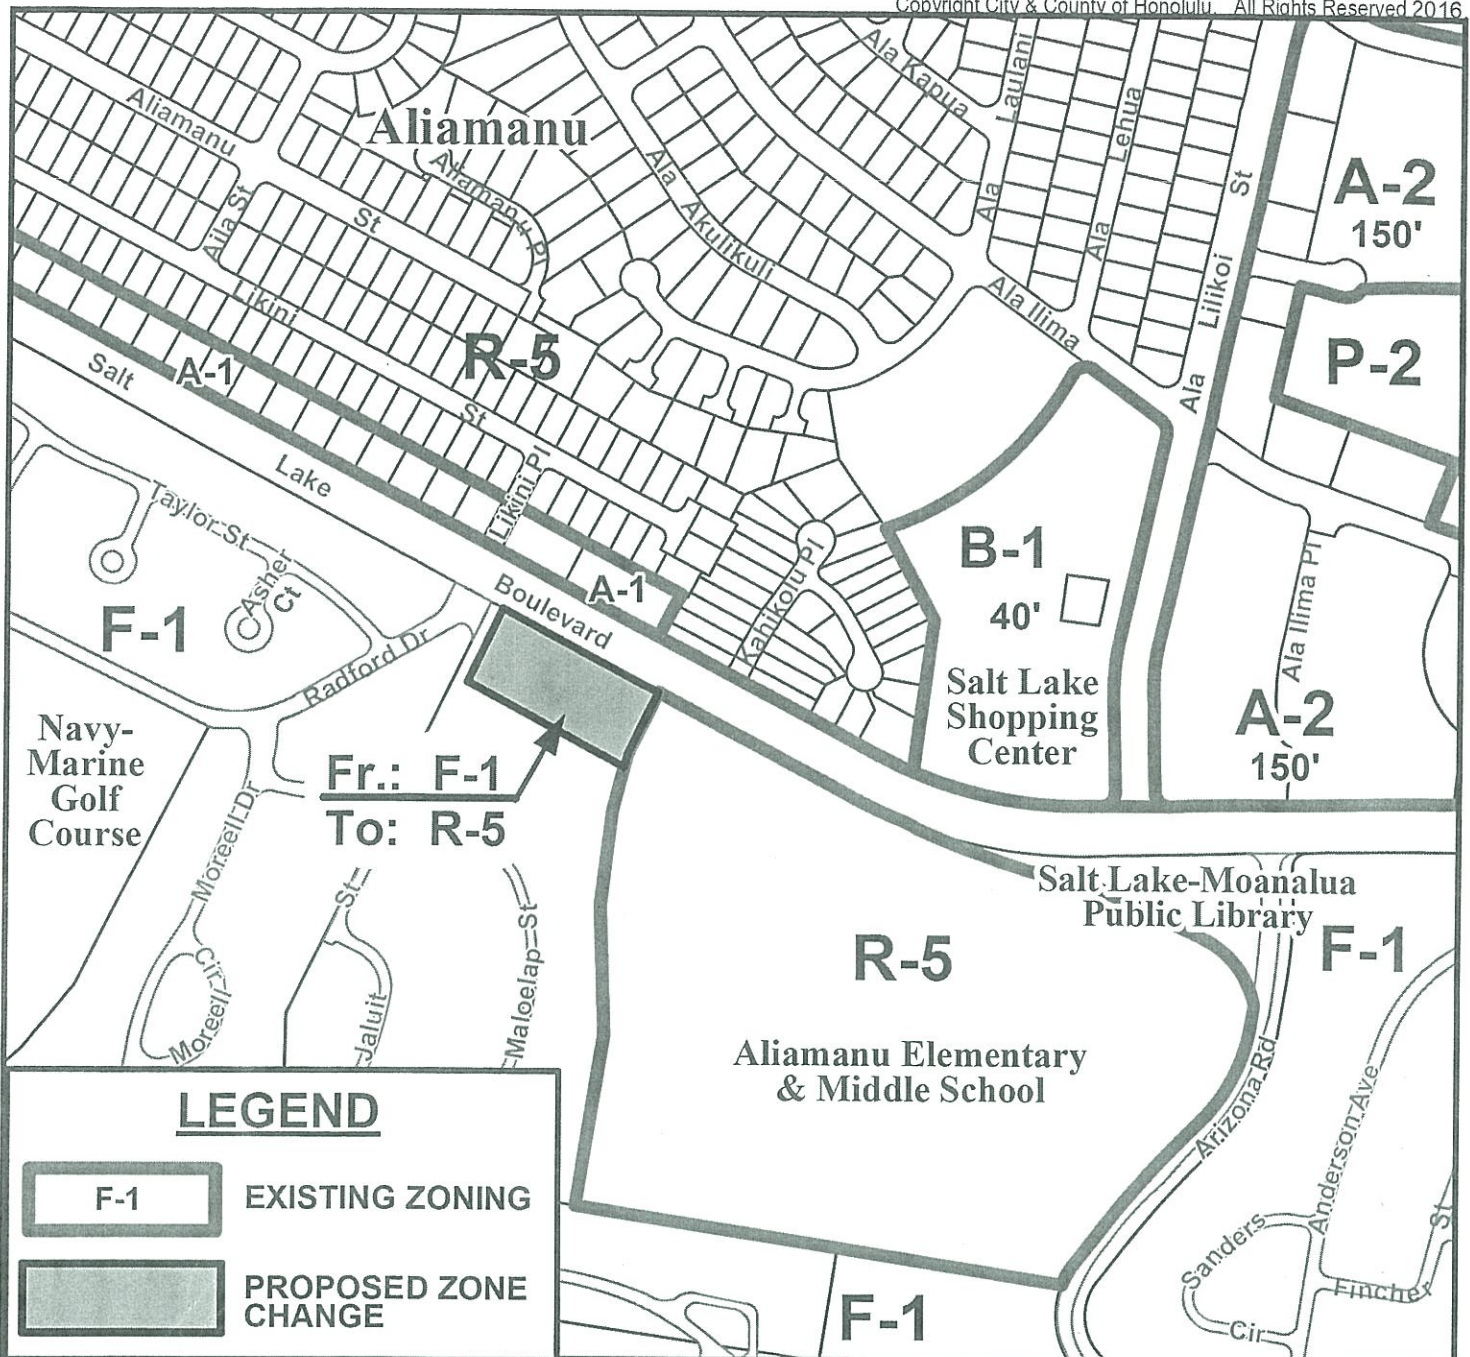 Copyright City & County of Honolulu. All Rights Reserved 2016
Aliamanu
Aliamanu
St
Aliamanu Pl
Aila St
Likini
St
Likini Pl
Ala
Akulikuli
Ala Kapua
Ala
Laulani
Ala
Lehua
Ala
Lilikoi
St
Ala Ilima
A-2
150'
P-2
R-5
A-1
Salt
Lake
Boulevard
A-1
Kahikolu Pl
B-1
40'
Salt Lake
Shopping
Center
Ala Ilima Pl
A-2
150'
Taylor St
Asher
Ct
F-1
Radford Dr
Navy-
Marine
Golf
Course
Fr.: F-1
To: R-5
Moreell Dr
Cir
Moreell
St
Jaluit
Maloelap St
Salt Lake-Moanalua
Public Library
R-5
F-1
Aliamanu Elementary
& Middle School
Arizona Rd
Anderson Ave
Sanders
Cir
St
Finchex
F-1
LEGEND
F-1
EXISTING ZONING
PROPOSED ZONE
CHANGE